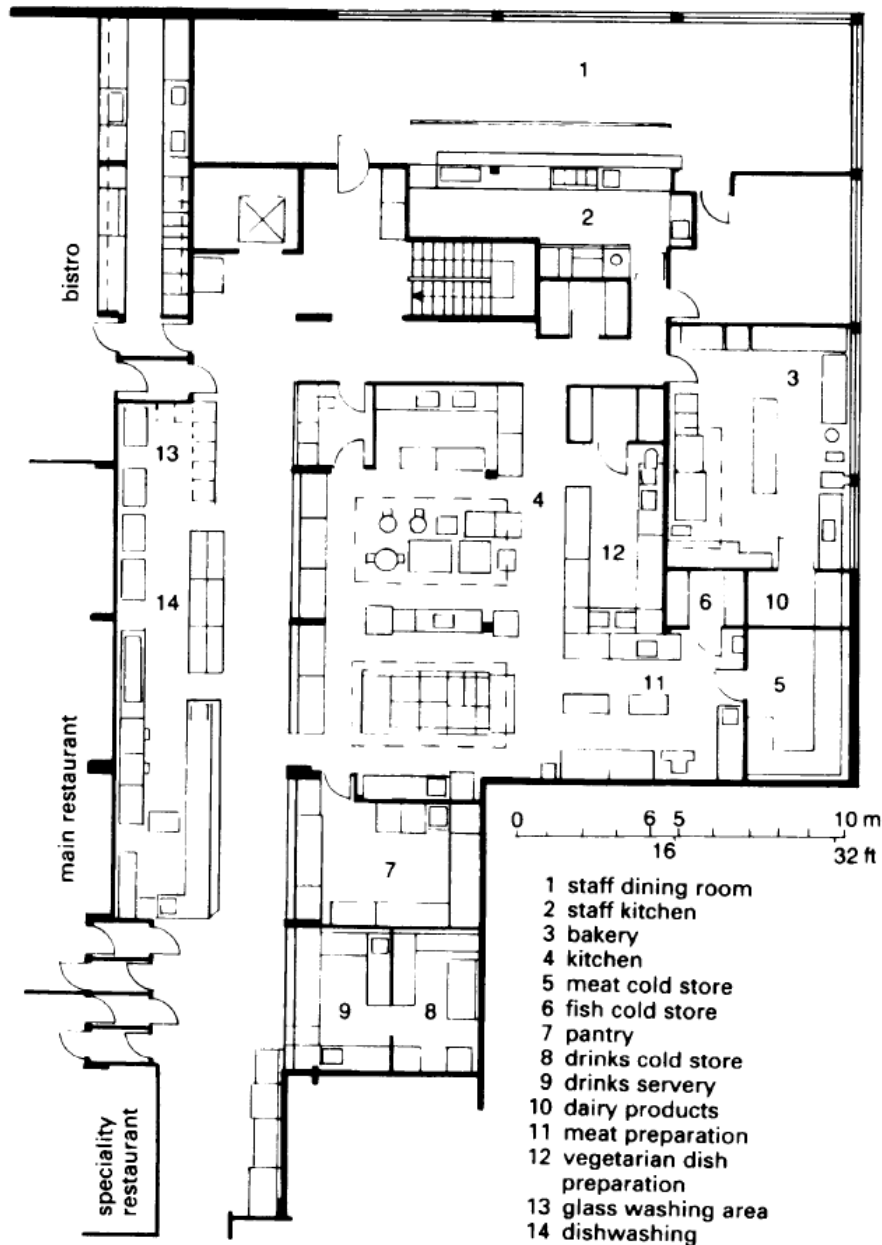 1
2
bistro
3
13
4
12
14
6
10
11
5
main restaurant
0 6 5 10 m
16 32 ft
7
9
8
speciality
restaurant
1 staff dining room
2 staff kitchen
3 bakery
4 kitchen
5 meat cold store
6 fish cold store
7 pantry
8 drinks cold store
9 drinks servery
10 dairy products
11 meat preparation
12 vegetarian dish
preparation
13 glass washing area
14 dishwashing